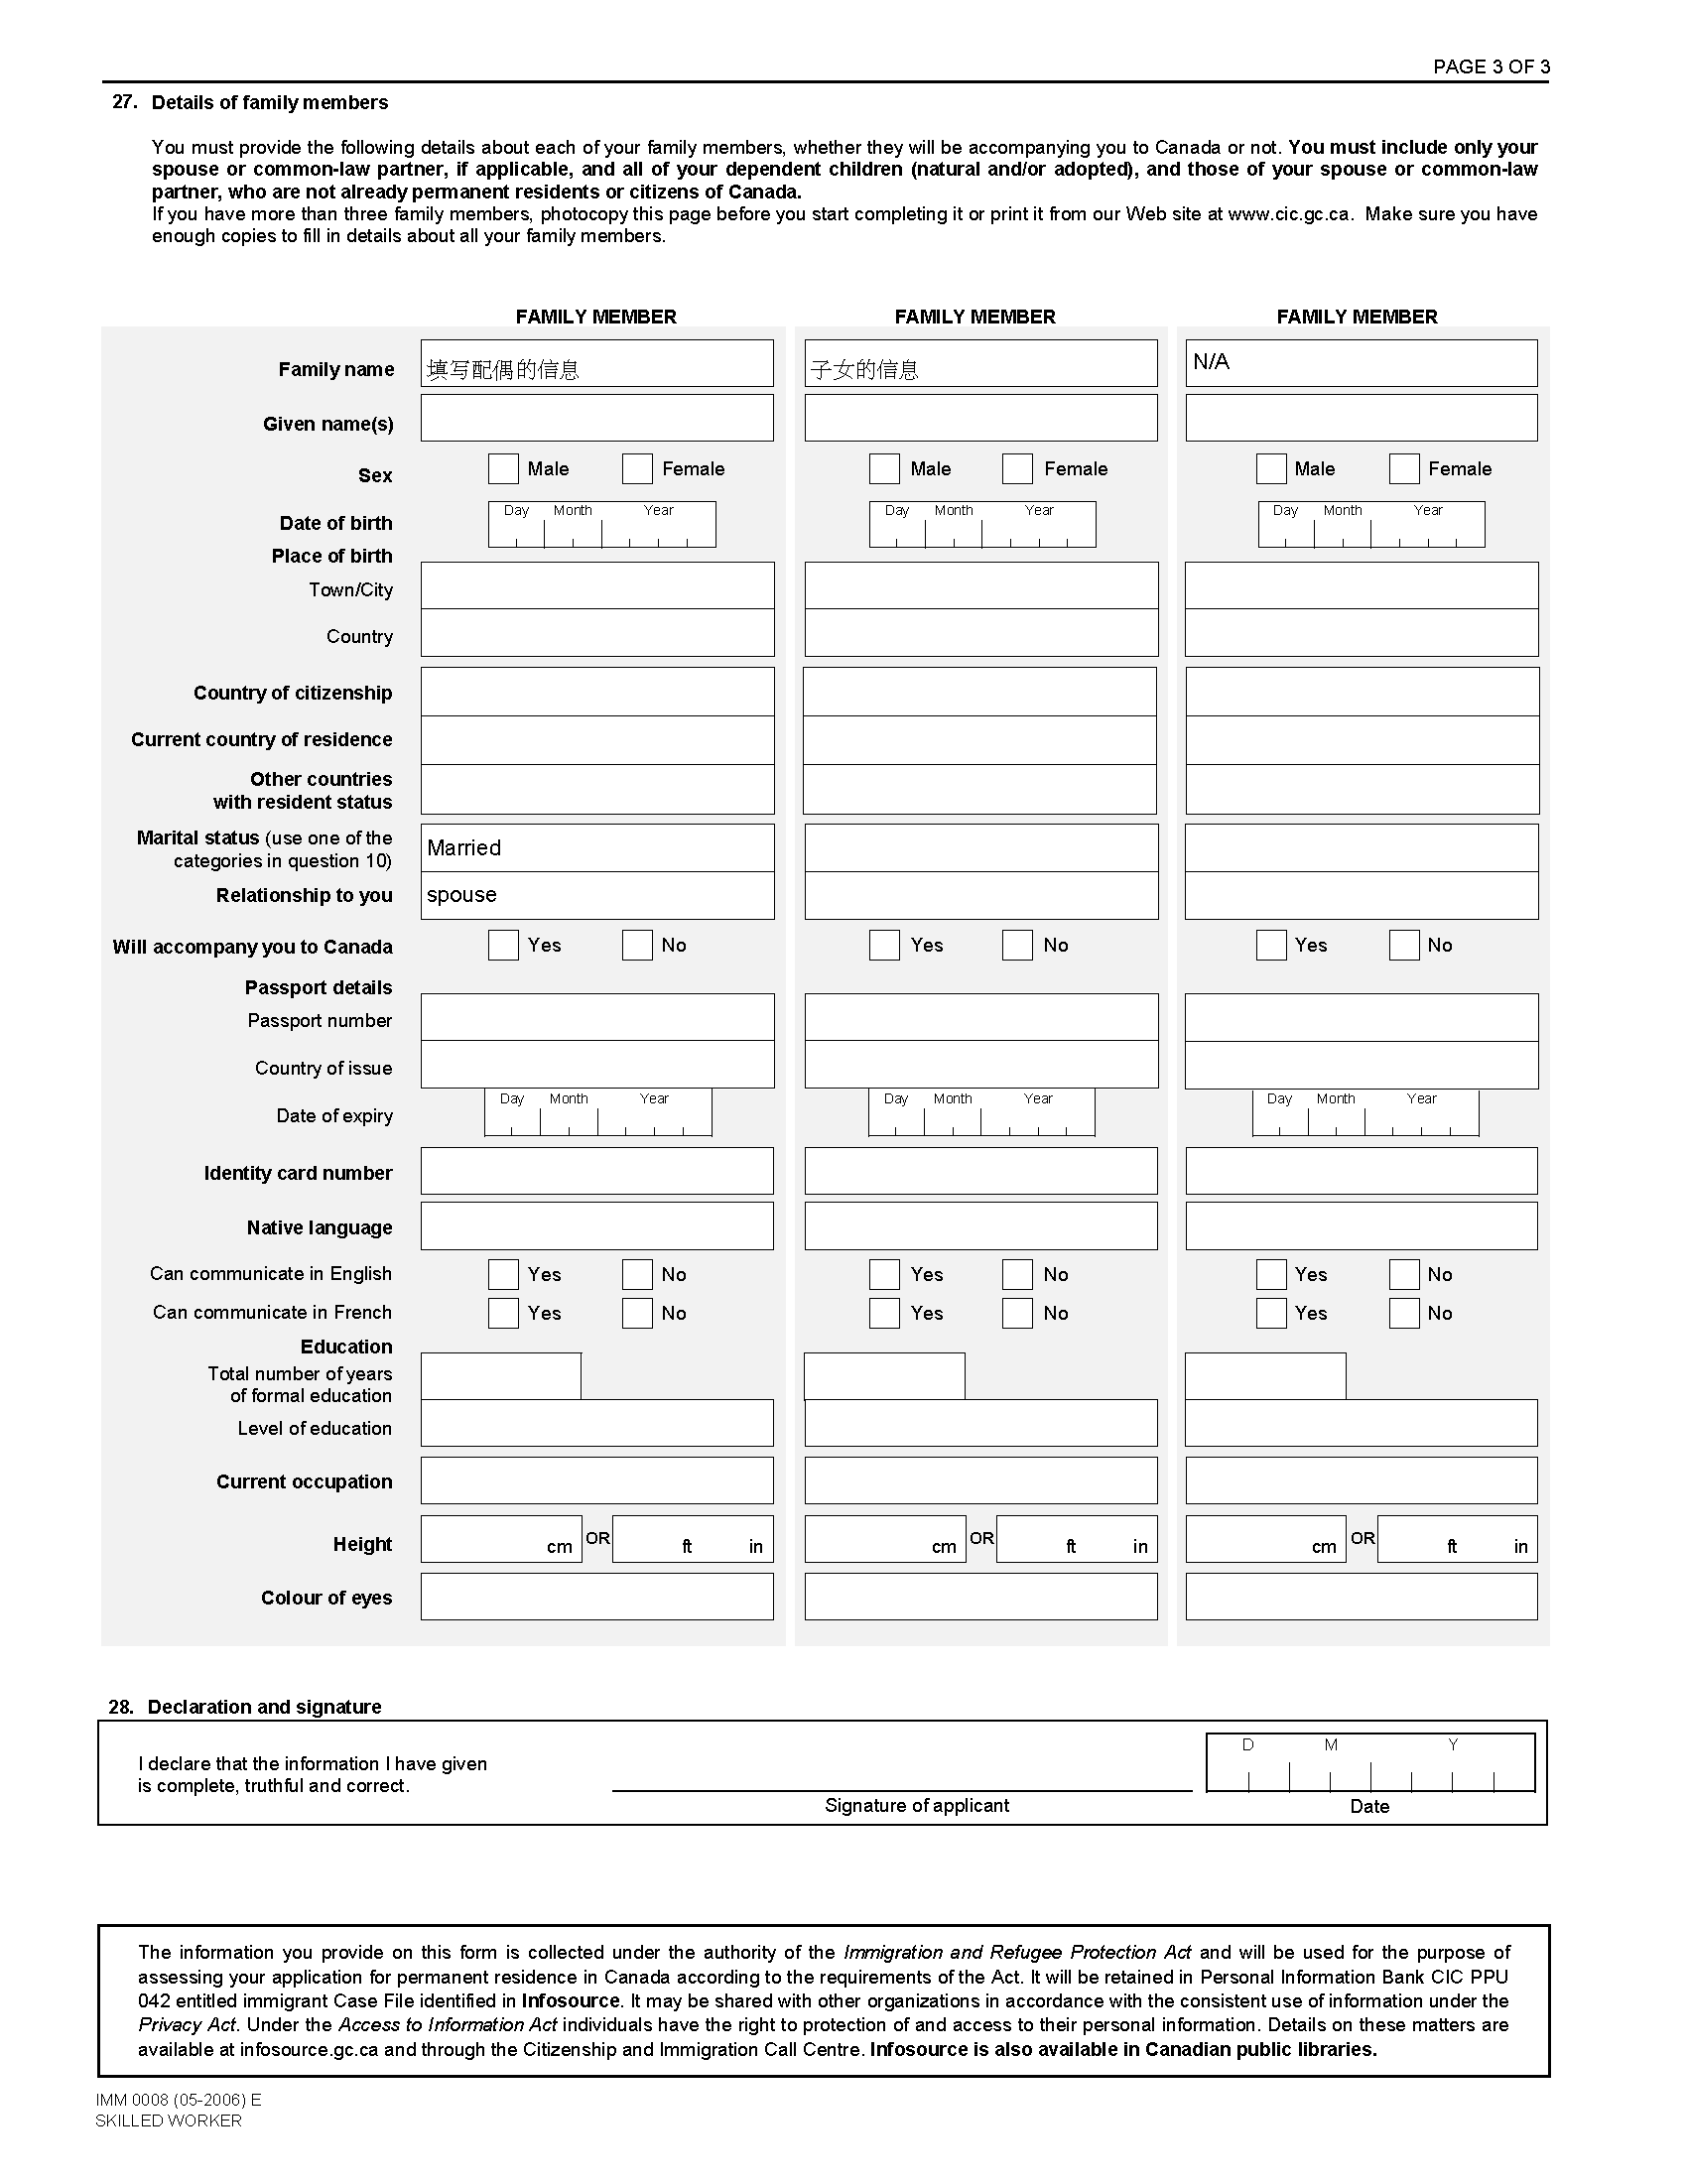 PAGE 3 OF 3
27. Details of family members
You must provide the following details about each of your family members, whether they will be accompanying you to Canada or not. You must include only your
spouse or common-law partner, if applicable, and all of your dependent children (natural and/or adopted), and those of your spouse or common-law
partner, who are not already permanent residents or citizens of Canada.
If you have more than three family members, photocopy this page before you start completing it or print it from our Web site at www.cic.gc.ca. Make sure you have
enough copies to fill in details about all your family members.
FAMILY MEMBER FAMILY MEMBER FAMILY MEMBER
Family name 填写配偶的信息 子女的信息 N/A
Given name(s)
Sex Male Female Male Female Male Female
Date of birth Day Month Year Day Month Year Day Month Year
Place of birth
Town/City
Country
Country of citizenship
Current country of residence
Other countries
with resident status
Marital status (use one of the
categories in question 10) Married
Relationship to you spouse
Will accompany you to Canada Yes No Yes No Yes No
Passport details
Passport number
Country of issue
Date of expiry Day Month Year Day Month Year Day Month Year
Identity card number
Native language
Can communicate in English Yes No Yes No Yes No
Can communicate in French Yes No Yes No Yes No
Education
Total number of years
of formal education
Level of education
Current occupation
Height cm OR ft in cm OR ft in cm OR ft in
Colour of eyes
28. Declaration and signature
I declare that the information I have given
is complete, truthful and correct.
D M Y
Signature of applicant Date
The information you provide on this form is collected under the authority of the Immigration and Refugee Protection Act and will be used for the purpose of
assessing your application for permanent residence in Canada according to the requirements of the Act. It will be retained in Personal Information Bank CIC PPU
042 entitled immigrant Case File identified in Infosource. It may be shared with other organizations in accordance with the consistent use of information under the
Privacy Act. Under the Access to Information Act individuals have the right to protection of and access to their personal information. Details on these matters are
available at infosource.gc.ca and through the Citizenship and Immigration Call Centre. Infosource is also available in Canadian public libraries.
IMM 0008 (05-2006) E
SKILLED WORKER